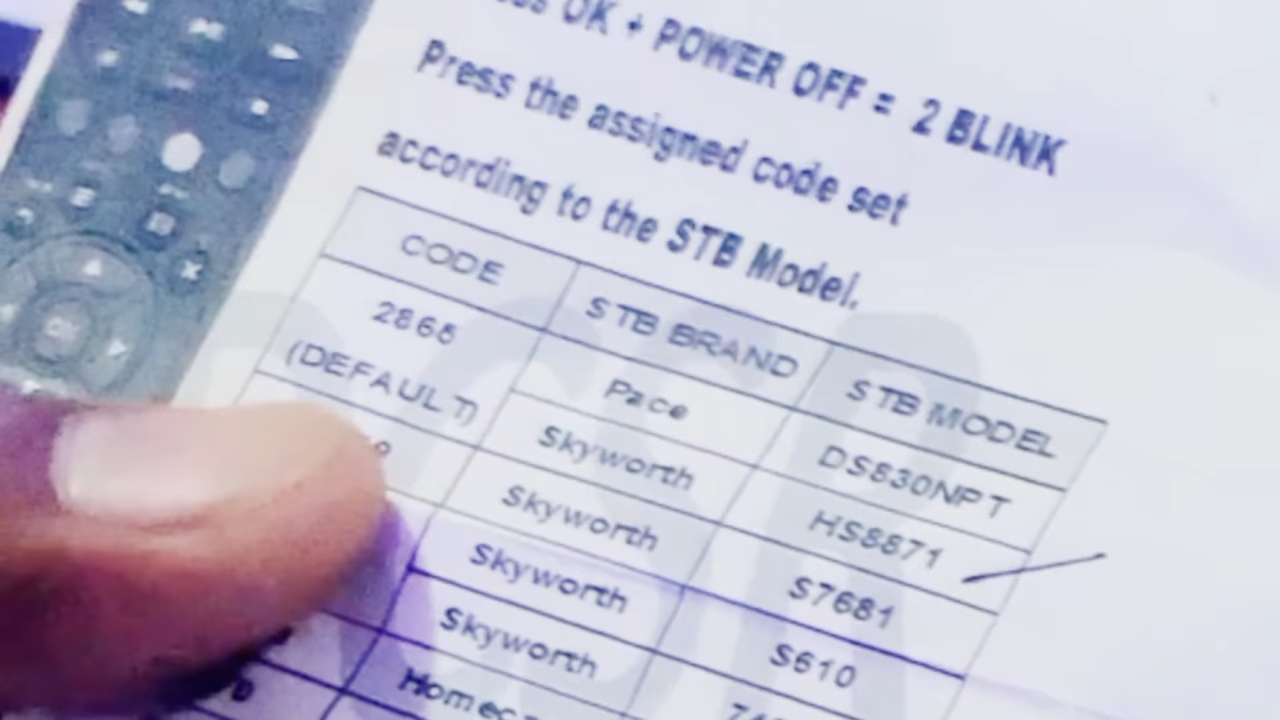 OK + POWER OFF = 2 BLINK
Press the assigned code set
according to the STB Model.
CODE STB BRAND STB MODEL
2866 (DEFAULT) Pace DS830NPT
Skyworth HS8871
Skyworth S7681
Skyworth S610
Skyworth